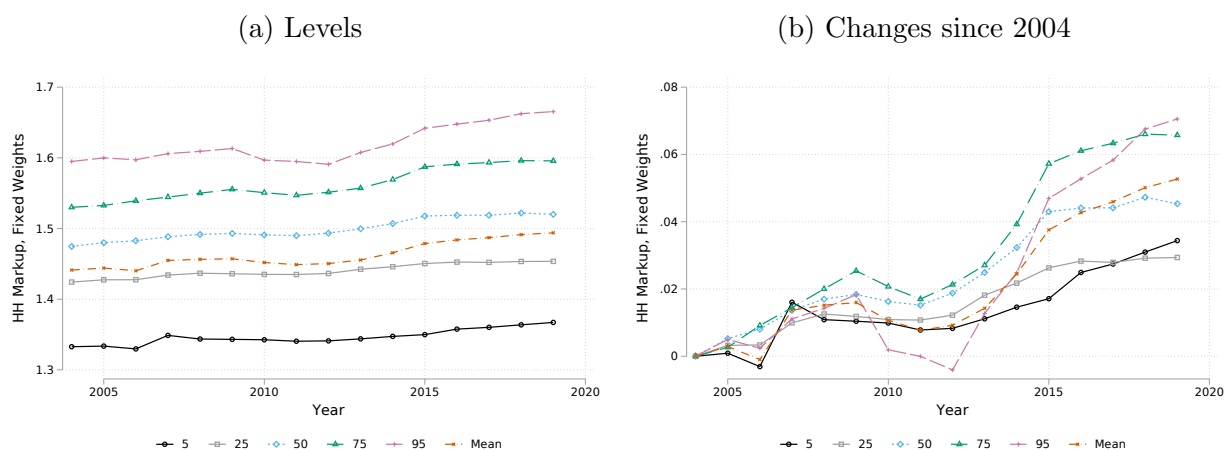 (a) Levels
HH Markup, Fixed Weights
1.7
1.6
1.5
1.4
1.3
2005 2010 2015 2020
Year
5 25 50 75 95 Mean
(b) Changes since 2004
HH Markup, Fixed Weights
.08
.06
.04
.02
0
2005 2010 2015 2020
Year
5 25 50 75 95 Mean